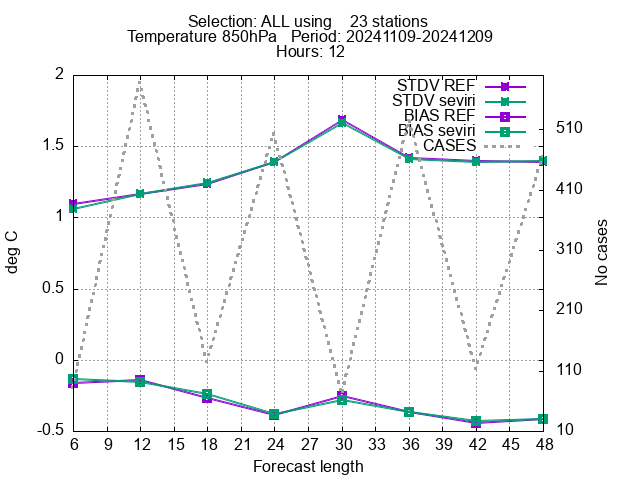 Selection: ALL using    23 stations
Temperature 850hPa   Period: 20241109-20241209
Hours: 12
STDV REF
STDV seviri
BIAS REF
BIAS seviri
CASES
2
1.5
1
0.5
0
-0.5
deg C
510
410
310
210
110
10
No cases
6 9 12 15 18 21 24 27 30 33 36 39 42 45 48
Forecast length